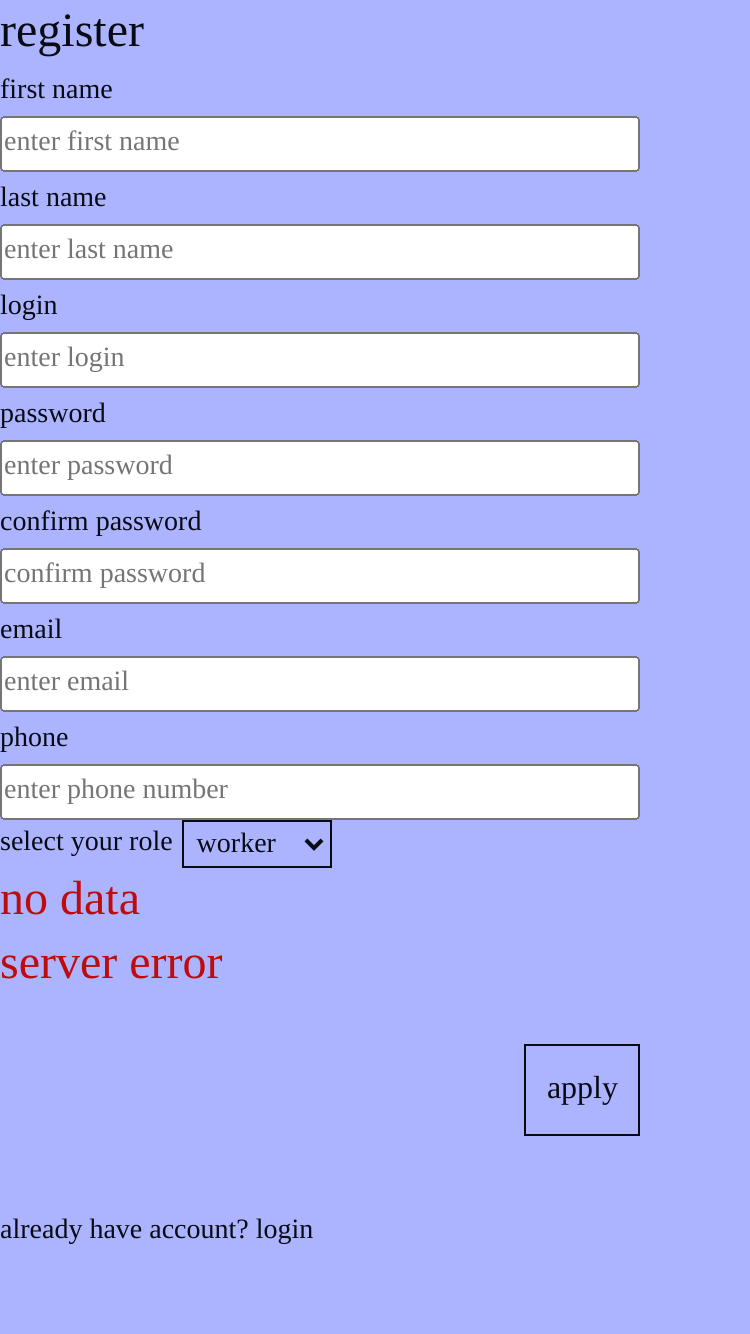 register
first name
enter first name
last name
enter last name
login
enter login
password
enter password
confirm password
confirm password
email
enter email
phone
enter phone number
select your role worker
no data
server error
apply
already have account? login